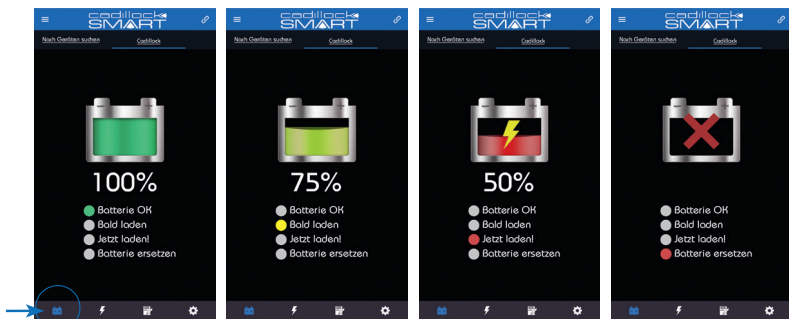 cadillock
SMART
Nach Geräten suchen
Cadillock
100%
Batterie OK
Bald laden
Jetzt laden!
Batterie ersetzen
cadillock
SMART
Nach Geräten suchen
Cadillock
75%
Batterie OK
Bald laden
Jetzt laden!
Batterie ersetzen
cadillock
SMART
Nach Geräten suchen
Cadillock
50%
Batterie OK
Bald laden
Jetzt laden!
Batterie ersetzen
cadillock
SMART
Nach Geräten suchen
Cadillock
Batterie OK
Bald laden
Jetzt laden!
Batterie ersetzen